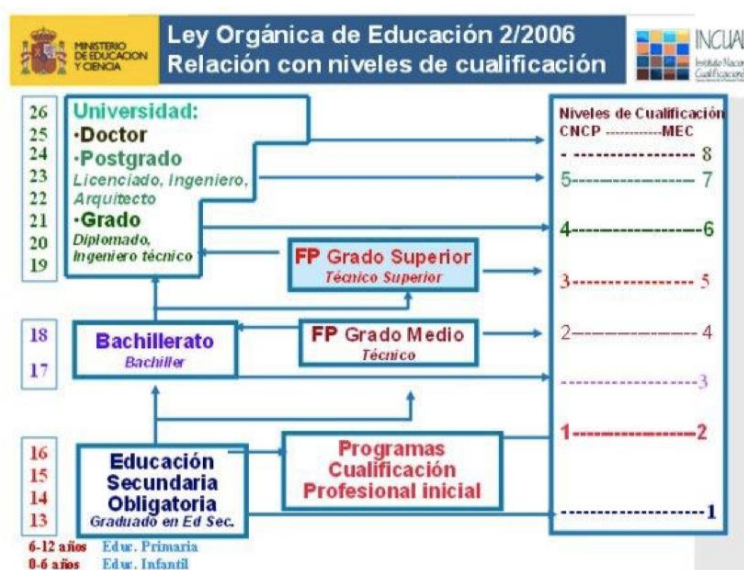 MINISTERIO
DE EDUCACION
Y CIENCIA
Ley Orgánica de Educación 2/2006
Relación con niveles de cualificación
INCUAL
Instituto Nacional
Cualificaciones
26
25
24
23
22
21
20
19
Universidad:
·Doctor
·Postgrado
Licenciado, Ingeniero,
Arquitecto
·Grado
Diplomado,
Ingeniero técnico
FP Grado Superior
Técnico Superior
18
17
Bachillerato
Bachiller
FP Grado Medio
Técnico
16
15
14
13
Educación
Secundaria
Obligatoria
Graduado en Ed Sec.
Programas
Cualificación
Profesional inicial
6-12 años Educ. Primaria
0-6 años Educ. Infantil
Niveles de Cualificación
CNCP ------------MEC
- ------------------ 8
5------------------7
4------------------6
3------------------5
2------------------4
------------------3
1------------------2
------------------1